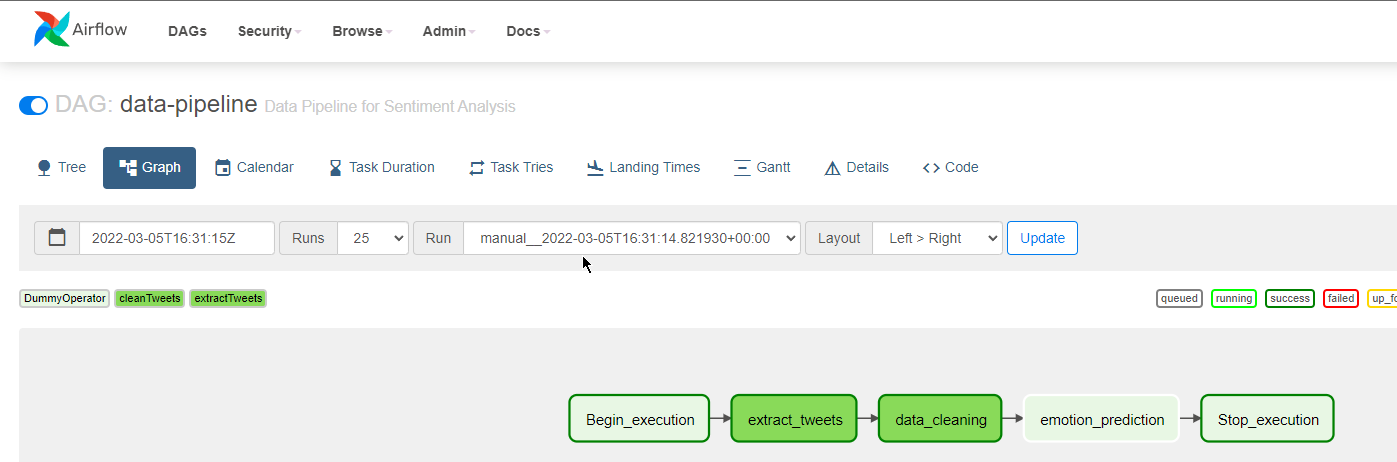 Airflow DAGs Security Browse Admin Docs
DAG: data-pipeline Data Pipeline for Sentiment Analysis
Tree Graph Calendar Task Duration Task Tries Landing Times Gantt Details Code
2022-03-05T16:31:15Z Runs 25 Run manual__2022-03-05T16:31:14.821930+00:00 Layout Left > Right Update
DummyOperator cleanTweets extractTweets queued running success failed up_fo
Begin_execution extract_tweets data_cleaning emotion_prediction Stop_execution